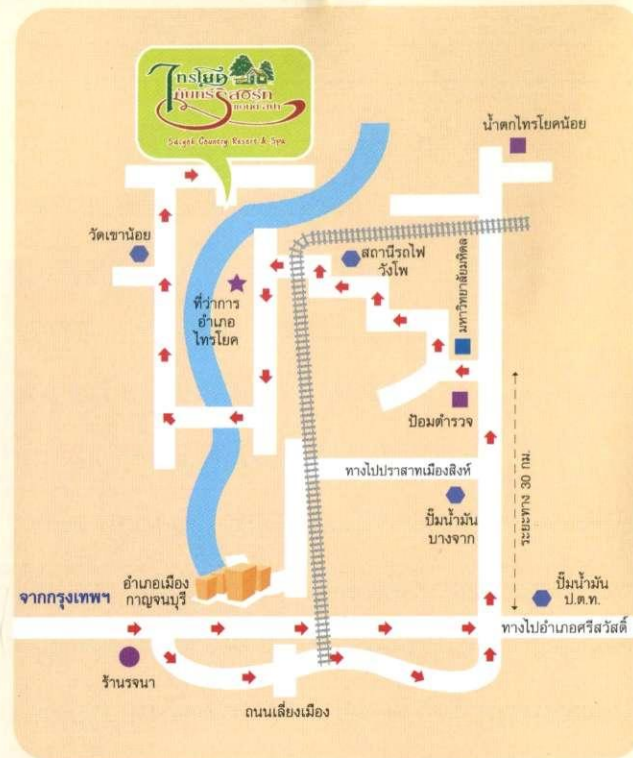 ไทรโยค
คันทรีรีสอร์ท
แอนด์สปา
Saiyok Country Resort & Spa
น้ำตกไทรโยคน้อย
วัดเขาน้อย
สถานีรถไฟ
วังโพ
มหาวิทยาลัยมหิดล
ที่ว่าการ
อำเภอ
ไทรโยค
ป้อมตำรวจ
ทางไปปราสาทเมืองสิงห์
ระยะทาง 30 กม.
ปั๊มน้ำมัน
บางจาก
ปั๊มน้ำมัน
ป.ต.ท.
จากกรุงเทพฯ
อำเภอเมือง
กาญจนบุรี
ทางไปอำเภอศรีสวัสดิ์
ร้านรจนา
ถนนเลี่ยงเมือง